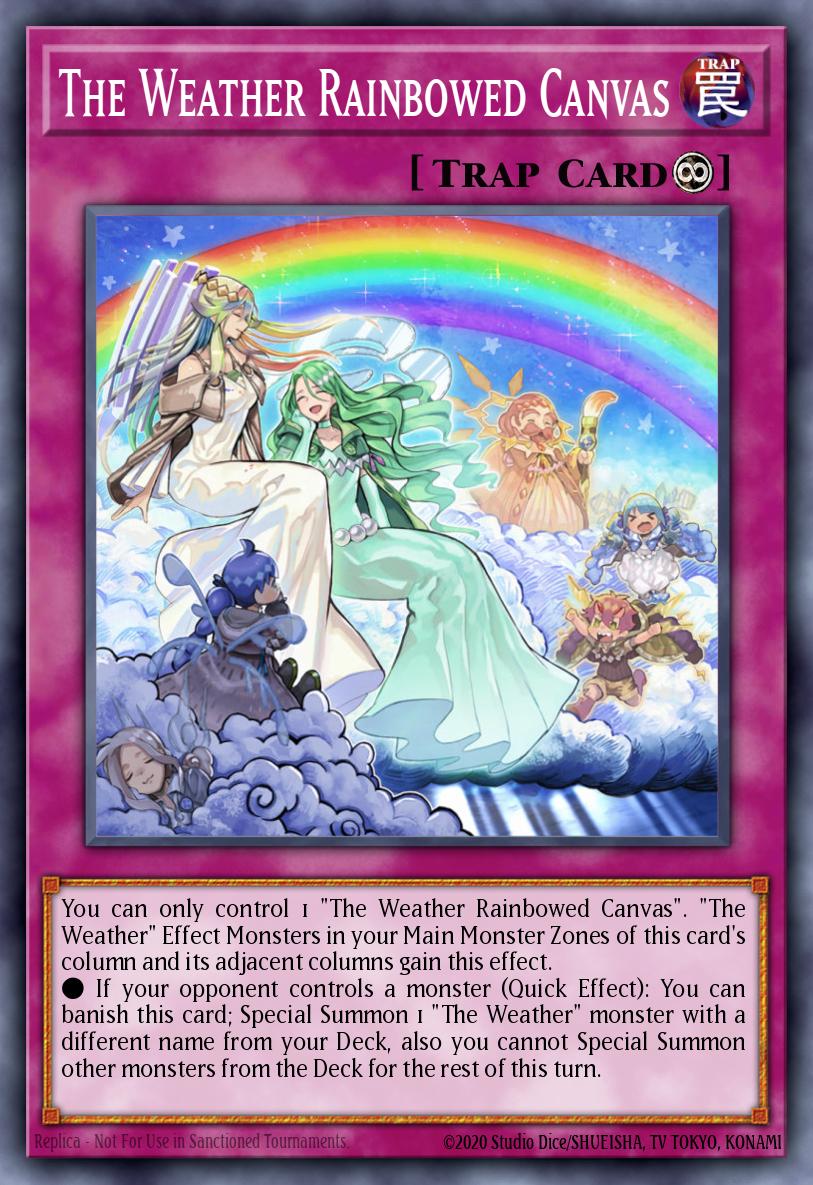 The Weather Rainbowed Canvas
TRAP
罠
[Trap Card]
You can only control 1 "The Weather Rainbowed Canvas". "The
Weather" Effect Monsters in your Main Monster Zones of this card's
column and its adjacent columns gain this effect.
● If your opponent controls a monster (Quick Effect): You can
banish this card; Special Summon 1 "The Weather" monster with a
different name from your Deck, also you cannot Special Summon
other monsters from the Deck for the rest of this turn.
Replica - Not For Use in Sanctioned Tournaments.
©2020 Studio Dice/SHUEISHA, TV TOKYO, KONAMI